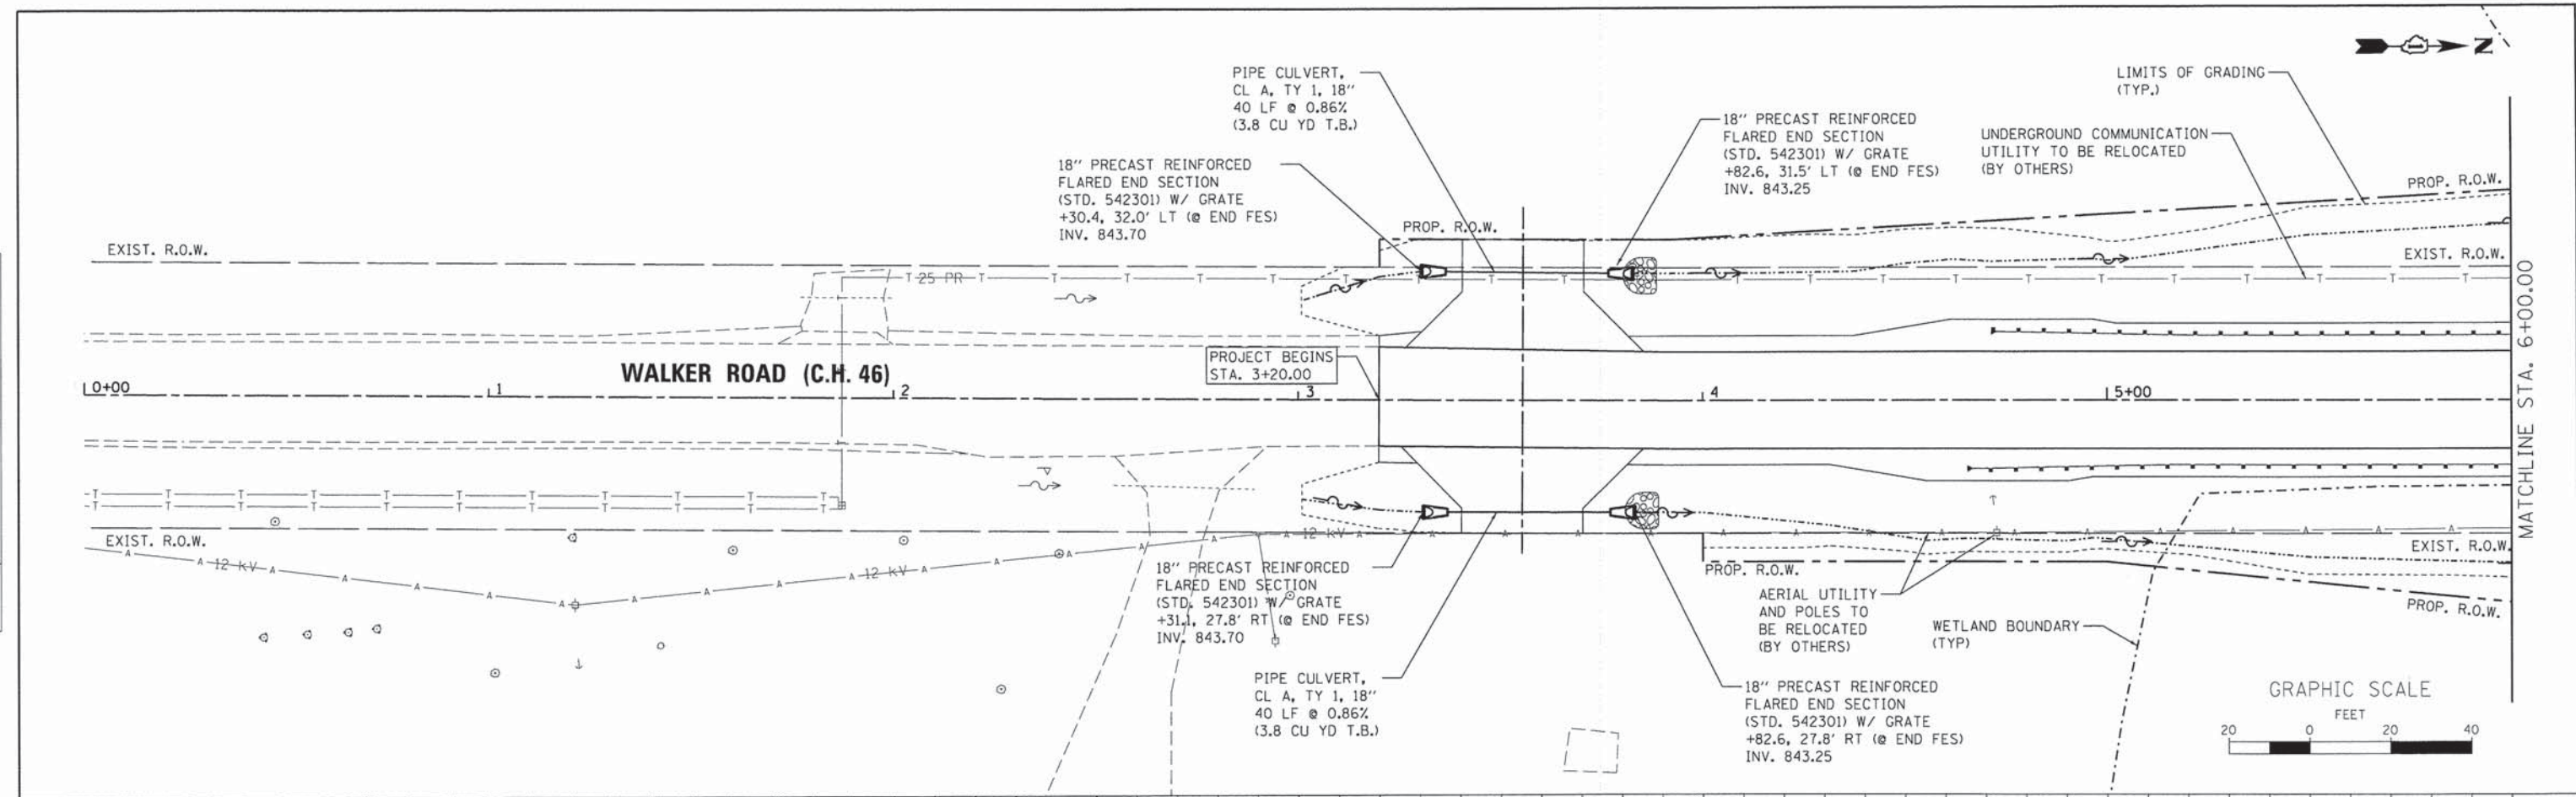 N
PIPE CULVERT,
CL A, TY 1, 18"
40 LF @ 0.86%
(3.8 CU YD T.B.)
LIMITS OF GRADING
(TYP.)
18" PRECAST REINFORCED
FLARED END SECTION
(STD. 542301) W/ GRATE
+82.6, 31.5' LT (@ END FES)
INV. 843.25
UNDERGROUND COMMUNICATION
UTILITY TO BE RELOCATED
(BY OTHERS)
18" PRECAST REINFORCED
FLARED END SECTION
(STD. 542301) W/ GRATE
+30.4, 32.0' LT (@ END FES)
INV. 843.70
PROP. R.O.W.
PROP. R.O.W.
EXIST. R.O.W.
EXIST. R.O.W.
T 25 PR T T T T T T T T T T T T T T T T T T T T T
PROJECT BEGINS
STA. 3+20.00
WALKER ROAD (C.H. 46)
0+00 1 2 3 4 5+00
MATCHLINE STA. 6+00.00
T T T T T T T T T T T
T T T T T T T T T T T
EXIST. R.O.W.
A 12 kV A A A A A A A A 12 kV A A A A A 12 kV A A A A A A A A A A A A A A A A
EXIST. R.O.W.
PROP. R.O.W.
PROP. R.O.W.
18" PRECAST REINFORCED
FLARED END SECTION
(STD. 542301) W/ GRATE
+31.1, 27.8' RT (@ END FES)
INV. 843.70
AERIAL UTILITY
AND POLES TO
BE RELOCATED
(BY OTHERS)
WETLAND BOUNDARY
(TYP)
PIPE CULVERT,
CL A, TY 1, 18"
40 LF @ 0.86%
(3.8 CU YD T.B.)
18" PRECAST REINFORCED
FLARED END SECTION
(STD. 542301) W/ GRATE
+82.6, 27.8' RT (@ END FES)
INV. 843.25
GRAPHIC SCALE
FEET
20 0 20 40